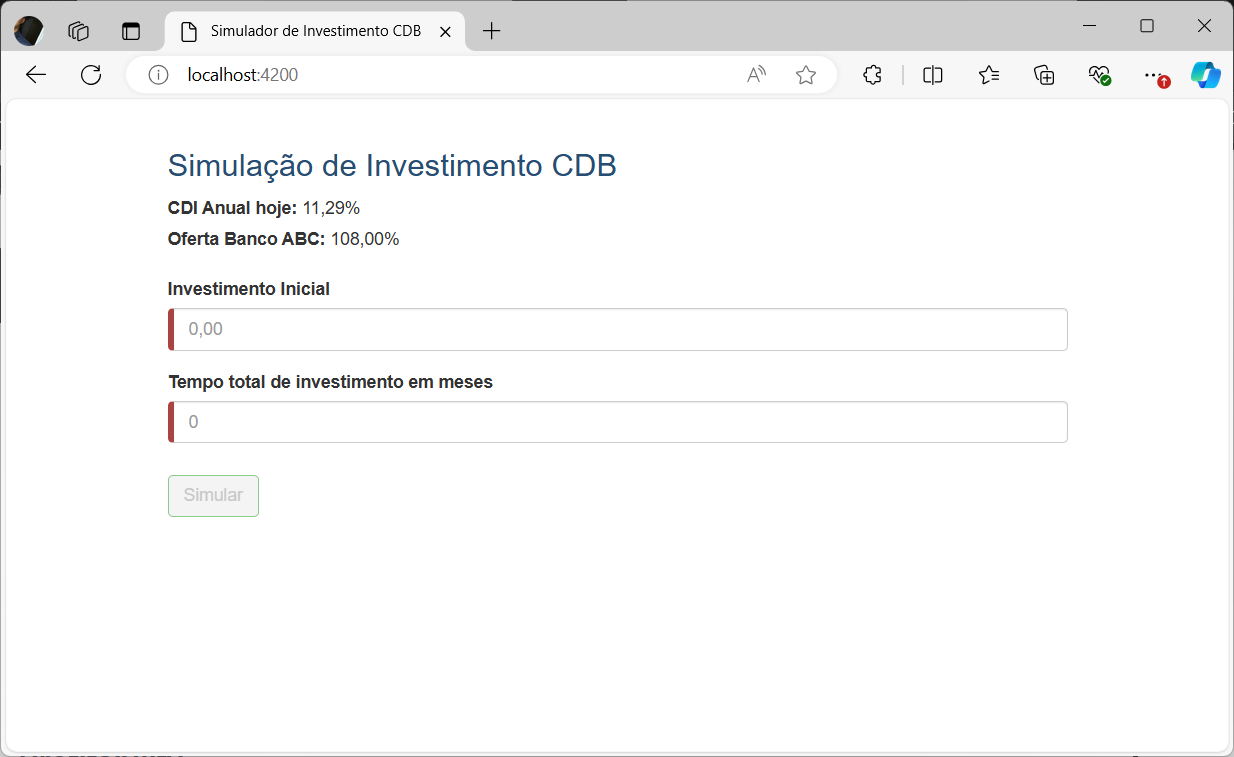 Simulador de Investimento CDB
localhost:4200
Simulação de Investimento CDB
CDI Anual hoje: 11,29%
Oferta Banco ABC: 108,00%
Investimento Inicial
0,00
Tempo total de investimento em meses
0
Simular